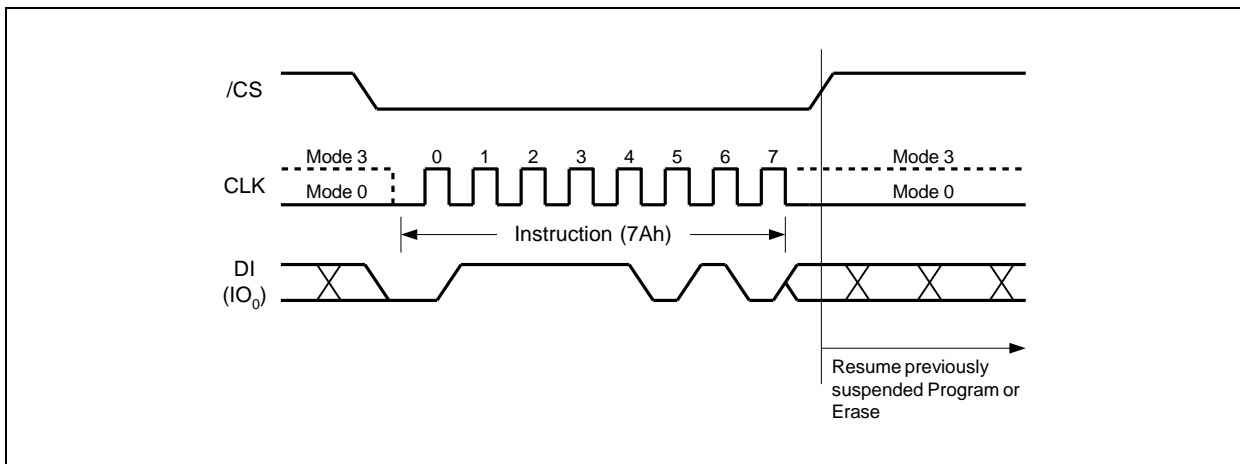 /CS
Mode 3 0 1 2 3 4 5 6 7 Mode 3
CLK
Mode 0 Mode 0
Instruction (7Ah)
DI
(IO0)
Resume previously
suspended Program or
Erase